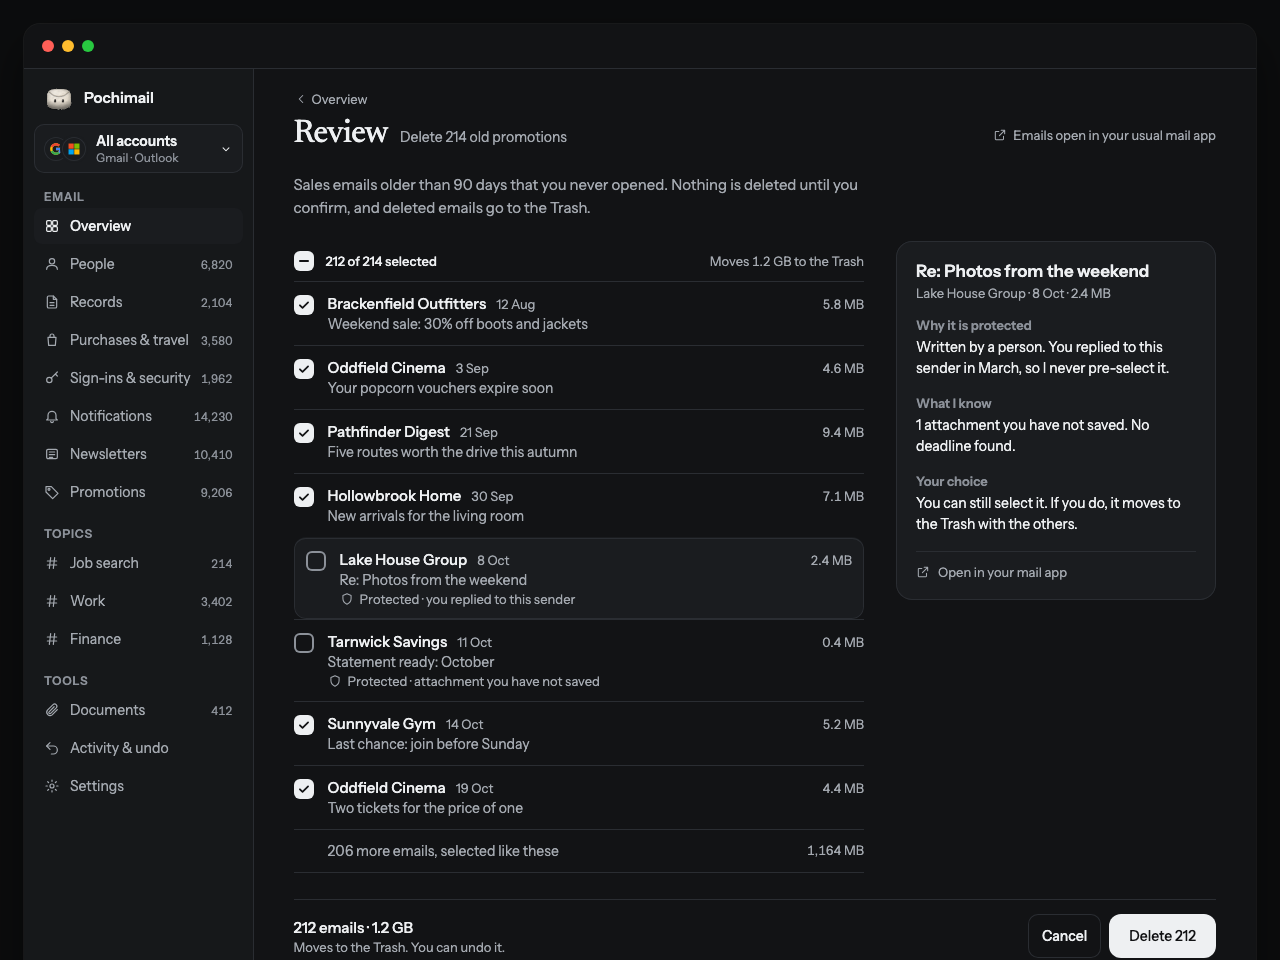 Pochimail
All accounts
Gmail · Outlook
EMAIL
Overview
People 6,820
Records 2,104
Purchases & travel 3,580
Sign-ins & security 1,962
Notifications 14,230
Newsletters 10,410
Promotions 9,206
TOPICS
# Job search 214
# Work 3,402
# Finance 1,128
TOOLS
Documents 412
Activity & undo
Settings
Overview
Review Delete 214 old promotions
Emails open in your usual mail app
Sales emails older than 90 days that you never opened. Nothing is deleted until you
confirm, and deleted emails go to the Trash.
212 of 214 selected Moves 1.2 GB to the Trash
Brackenfield Outfitters 12 Aug 5.8 MB
Weekend sale: 30% off boots and jackets
Oddfield Cinema 3 Sep 4.6 MB
Your popcorn vouchers expire soon
Pathfinder Digest 21 Sep 9.4 MB
Five routes worth the drive this autumn
Hollowbrook Home 30 Sep 7.1 MB
New arrivals for the living room
Lake House Group 8 Oct 2.4 MB
Re: Photos from the weekend
Protected · you replied to this sender
Tarnwick Savings 11 Oct 0.4 MB
Statement ready: October
Protected · attachment you have not saved
Sunnyvale Gym 14 Oct 5.2 MB
Last chance: join before Sunday
Oddfield Cinema 19 Oct 4.4 MB
Two tickets for the price of one
206 more emails, selected like these 1,164 MB
Re: Photos from the weekend
Lake House Group · 8 Oct · 2.4 MB
Why it is protected
Written by a person. You replied to this
sender in March, so I never pre-select it.
What I know
1 attachment you have not saved. No
deadline found.
Your choice
You can still select it. If you do, it moves to
the Trash with the others.
Open in your mail app
212 emails · 1.2 GB
Moves to the Trash. You can undo it.
Cancel
Delete 212